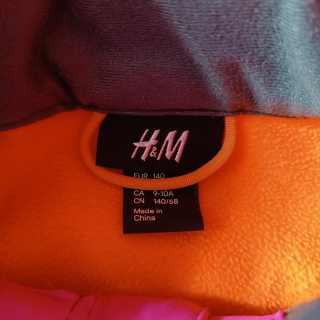 H&M
EUR 140
CA 9-10A
CN 140/68
Made in
China